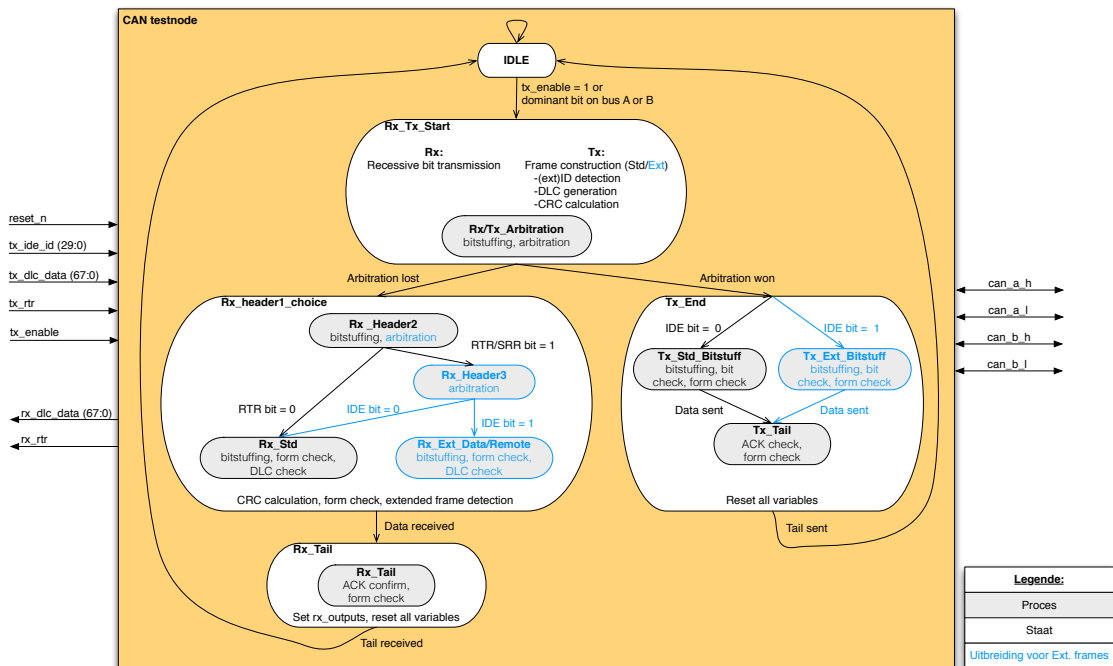 CAN testnode
IDLE
tx_enable = 1 or
dominant bit on bus A or B
Rx_Tx_Start
Rx:
Recessive bit transmission
Tx:
Frame construction (Std/Ext)
-(ext)ID detection
-DLC generation
-CRC calculation
Rx/Tx_Arbitration
bitstuffing, arbitration
reset_n
tx_ide_id (29:0)
tx_dlc_data (67:0)
tx_rtr
tx_enable
rx_dlc_data (67:0)
rx_rtr
can_a_h
can_a_l
can_b_h
can_b_l
Arbitration lost
Arbitration won
Rx_header1_choice
Rx _Header2
bitstuffing, arbitration
RTR/SRR bit = 1
Rx_Header3
arbitration
RTR bit = 0
IDE bit = 0
IDE bit = 1
Rx_Std
bitstuffing, form check,
DLC check
Rx_Ext_Data/Remote
bitstuffing, form check,
DLC check
CRC calculation, form check, extended frame detection
Data received
Rx_Tail
Rx_Tail
ACK confirm,
form check
Set rx_outputs, reset all variables
Tail received
Tx_End
IDE bit = 0
IDE bit = 1
Tx_Std_Bitstuff
bitstuffing, bit
check, form check
Tx_Ext_Bitstuff
bitstuffing, bit
check, form check
Data sent
Data sent
Tx_Tail
ACK check,
form check
Reset all variables
Tail sent
Legende:
Proces
Staat
Uitbreiding voor Ext. frames